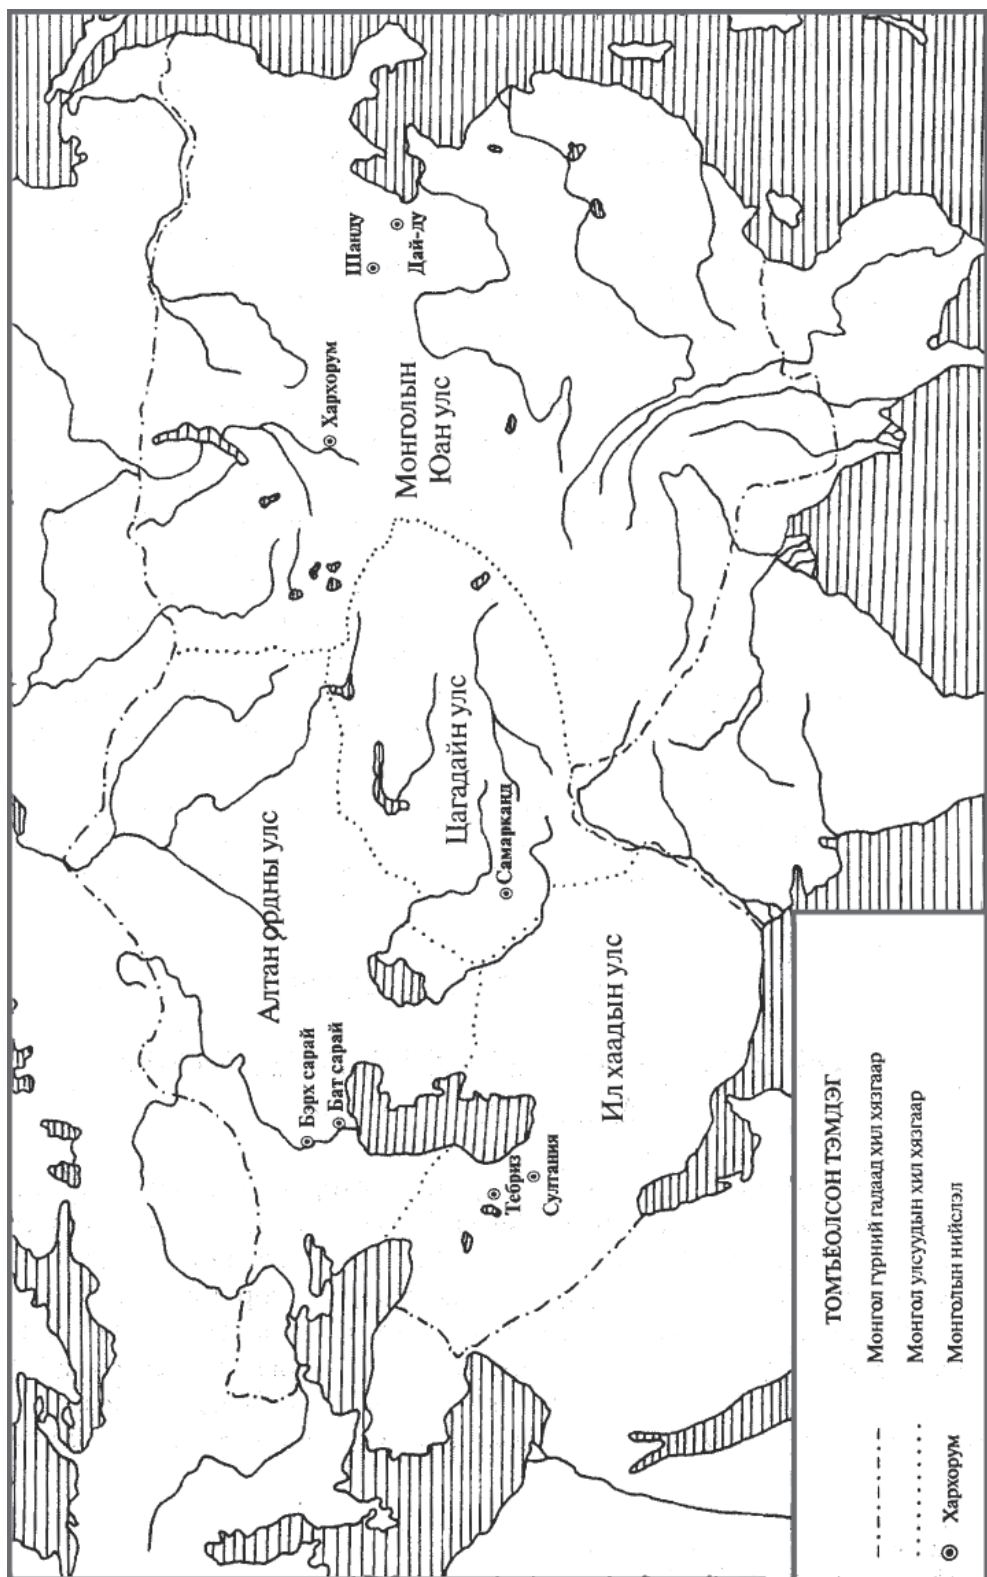 Алтан ордны улс
Бэрх сарай
Бат сарай
Хархорум
Шанду
Дай-ду
Монголын
Юан улс
Цагадайн улс
Самарканд
Тебриз
Султания
Ил хаадын улс
ТОМЪЁОЛСОН ТЭМДЭГ
Монгол гүрний гадаад хил хязгаар
Монгол улсуудын хил хязгаар
Хархорум Монголын нийслэл